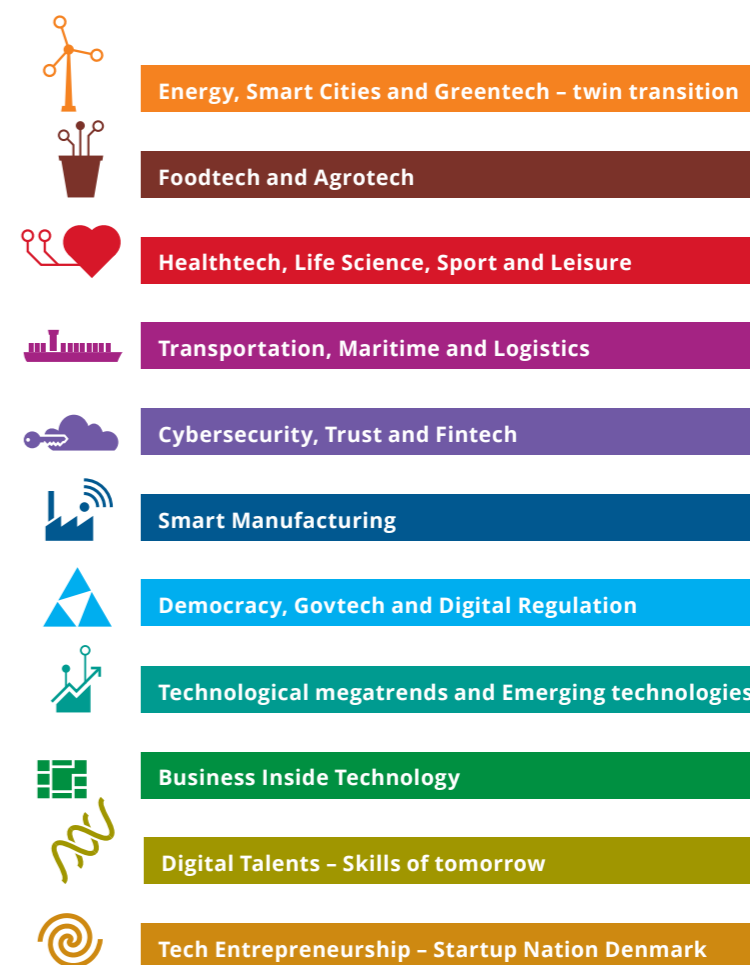 Energy, Smart Cities and Greentech – twin transition
Foodtech and Agrotech
Healthtech, Life Science, Sport and Leisure
Transportation, Maritime and Logistics
Cybersecurity, Trust and Fintech
Smart Manufacturing
Democracy, Govtech and Digital Regulation
Technological megatrends and Emerging technologies
Business Inside Technology
Digital Talents – Skills of tomorrow
Tech Entrepreneurship – Startup Nation Denmark